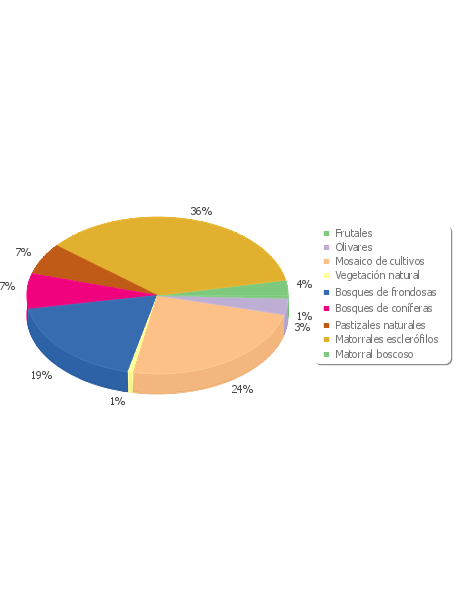 36%
7%
7%
4%
1%
3%
19%
24%
1%
Frutales
Olivares
Mosaico de cultivos
Vegetación natural
Bosques de frondosas
Bosques de coníferas
Pastizales naturales
Matorrales esclerófilos
Matorral boscoso